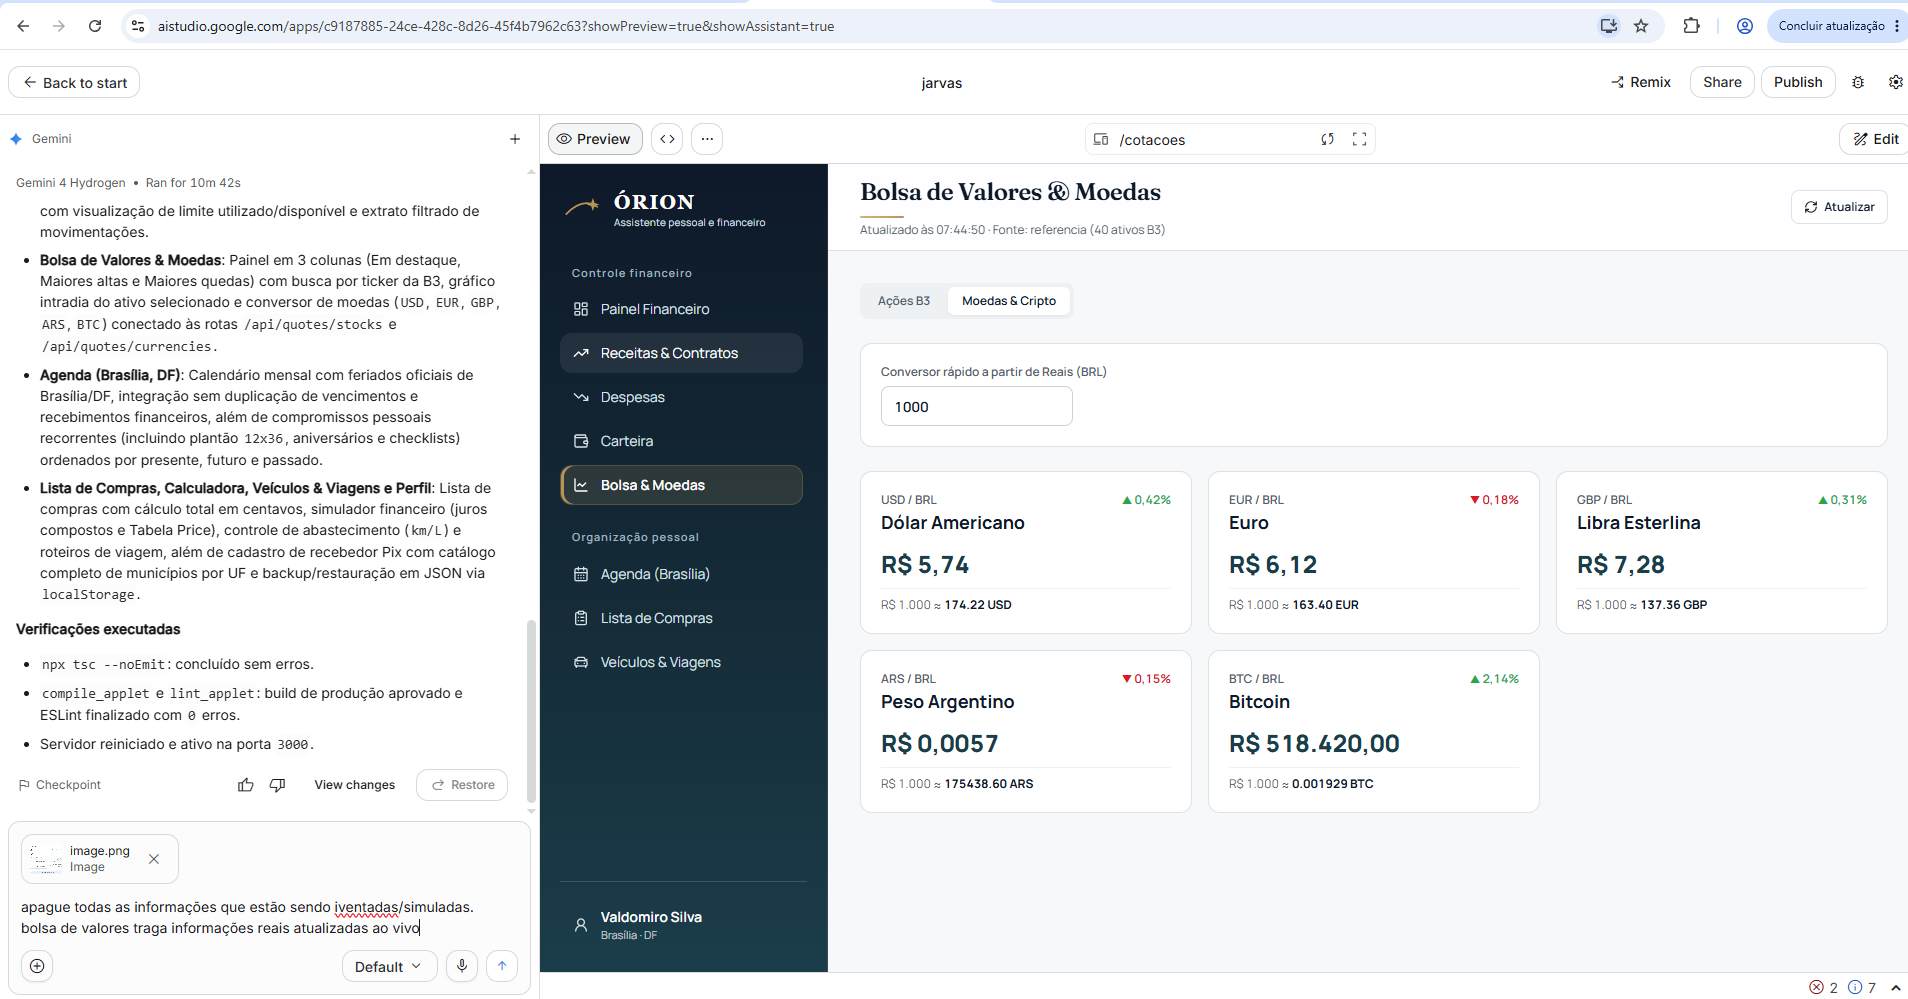 aistudio.google.com/apps/c9187885-24ce-428c-8d26-45f4b7962c63?showPreview=true&showAssistant=true
Concluir atualização
Back to start
jarvas
Remix
Share
Publish
Gemini
Preview
/cotacoes
Edit
Gemini 4 Hydrogen • Ran for 10m 42s
com visualização de limite utilizado/disponível e extrato filtrado de
movimentações.
• Bolsa de Valores & Moedas: Painel em 3 colunas (Em destaque,
Maiores altas e Maiores quedas) com busca por ticker da B3, gráfico
intradia do ativo selecionado e conversor de moedas (USD, EUR, GBP,
ARS, BTC) conectado às rotas /api/quotes/stocks e
/api/quotes/currencies.
• Agenda (Brasília, DF): Calendário mensal com feriados oficiais de
Brasília/DF, integração sem duplicação de vencimentos e
recebimentos financeiros, além de compromissos pessoais
recorrentes (incluindo plantão 12x36, aniversários e checklists)
ordenados por presente, futuro e passado.
• Lista de Compras, Calculadora, Veículos & Viagens e Perfil: Lista de
compras com cálculo total em centavos, simulador financeiro (juros
compostos e Tabela Price), controle de abastecimento (km/L) e
roteiros de viagem, além de cadastro de recebedor Pix com catálogo
completo de municípios por UF e backup/restauração em JSON via
localStorage.
Verificações executadas
• npx tsc --noEmit: concluído sem erros.
• compile_applet e lint_applet: build de produção aprovado e
ESLint finalizado com 0 erros.
• Servidor reiniciado e ativo na porta 3000.
Checkpoint
View changes
Restore
image.png
Image
apague todas as informações que estão sendo iventadas/simuladas.
bolsa de valores traga informações reais atualizadas ao vivo
Default
ÓRION
Assistente pessoal e financeiro
Controle financeiro
Painel Financeiro
Receitas & Contratos
Despesas
Carteira
Bolsa & Moedas
Organização pessoal
Agenda (Brasília)
Lista de Compras
Veículos & Viagens
Valdomiro Silva
Brasília · DF
Bolsa de Valores & Moedas
Atualizado às 07:44:50 · Fonte: referencia (40 ativos B3)
Atualizar
Ações B3
Moedas & Cripto
Conversor rápido a partir de Reais (BRL)
1000
USD / BRL
▲ 0,42%
Dólar Americano
R$ 5,74
R$ 1.000 ≈ 174.22 USD
EUR / BRL
▼ 0,18%
Euro
R$ 6,12
R$ 1.000 ≈ 163.40 EUR
GBP / BRL
▲ 0,31%
Libra Esterlina
R$ 7,28
R$ 1.000 ≈ 137.36 GBP
ARS / BRL
▼ 0,15%
Peso Argentino
R$ 0,0057
R$ 1.000 ≈ 175438.60 ARS
BTC / BRL
▲ 2,14%
Bitcoin
R$ 518.420,00
R$ 1.000 ≈ 0.001929 BTC
2
7